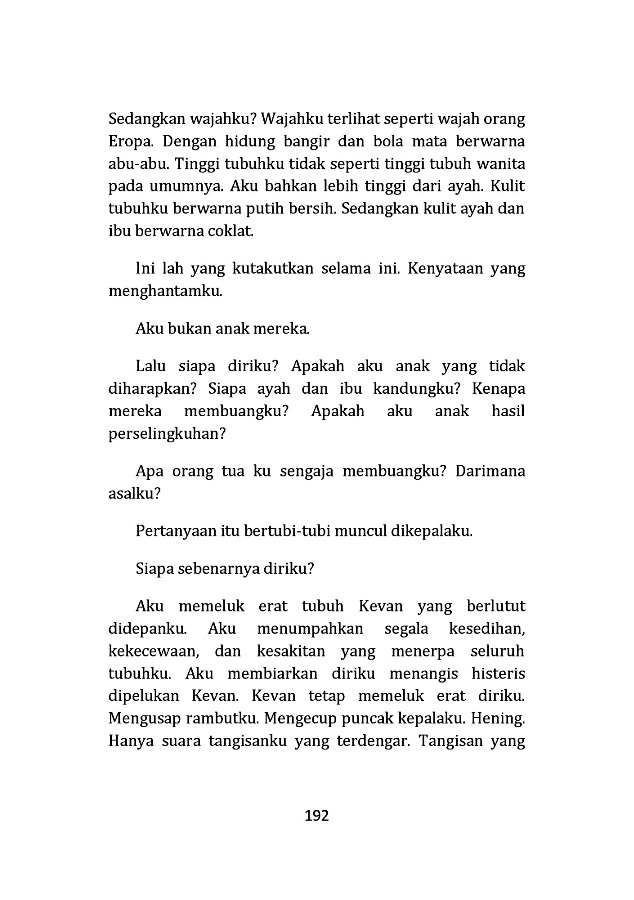 Sedangkan wajahku? Wajahku terlihat seperti wajah orang
Eropa. Dengan hidung bangir dan bola mata berwarna
abu-abu. Tinggi tubuhku tidak seperti tinggi tubuh wanita
pada umumnya. Aku bahkan lebih tinggi dari ayah. Kulit
tubuhku berwarna putih bersih. Sedangkan kulit ayah dan
ibu berwarna coklat.
Ini lah yang kutakutkan selama ini. Kenyataan yang
menghantamku.
Aku bukan anak mereka.
Lalu siapa diriku? Apakah aku anak yang tidak
diharapkan? Siapa ayah dan ibu kandungku? Kenapa
mereka membuangku? Apakah aku anak hasil
perselingkuhan?
Apa orang tua ku sengaja membuangku? Darimana
asalku?
Pertanyaan itu bertubi-tubi muncul dikepalaku.
Siapa sebenarnya diriku?
Aku memeluk erat tubuh Kevan yang berlutut
didepanku. Aku menumpahkan segala kesedihan,
kekecewaan, dan kesakitan yang menerpa seluruh
tubuhku. Aku membiarkan diriku menangis histeris
dipelukan Kevan. Kevan tetap memeluk erat diriku.
Mengusap rambutku. Mengecup puncak kepalaku. Hening.
Hanya suara tangisanku yang terdengar. Tangisan yang
192